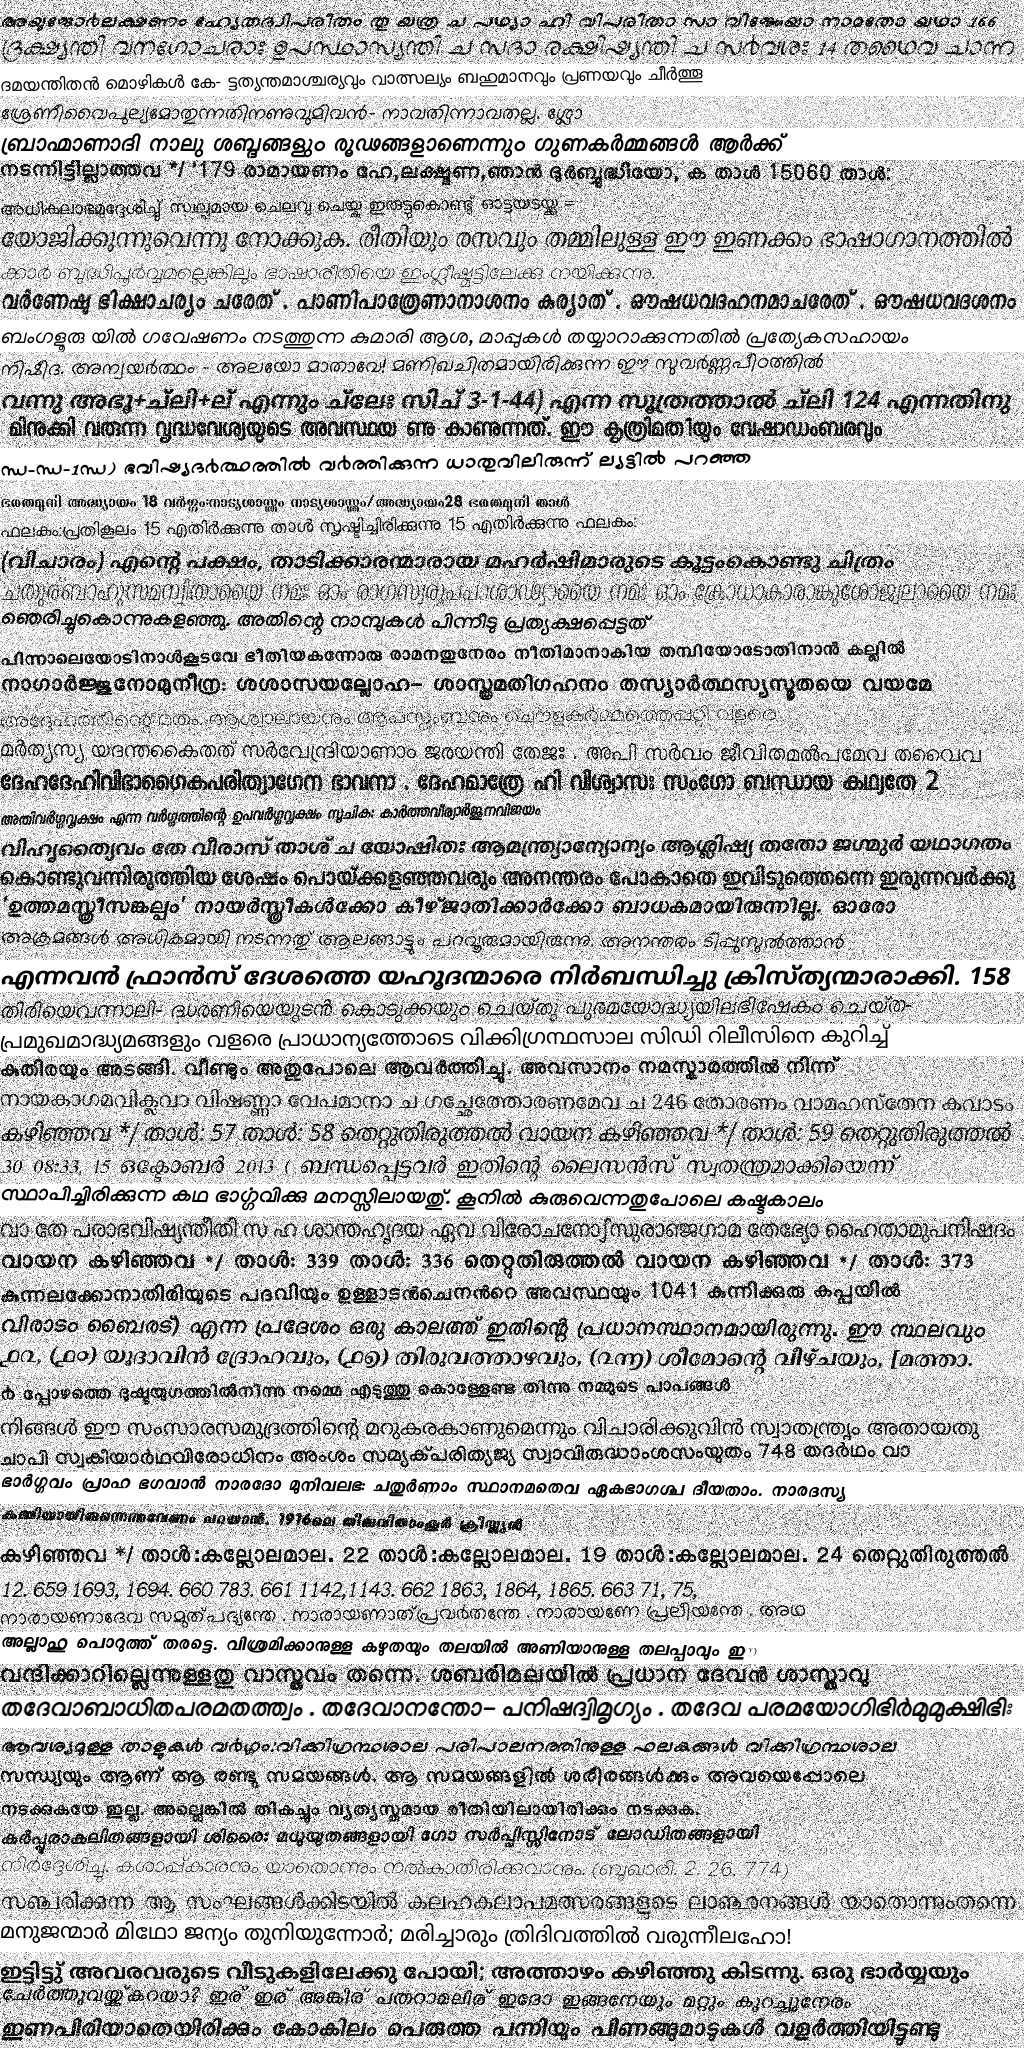 അബ്ജോർലക്ഷണം ഹ്യേതദ്വിപരീതം തു യത്ര ച പഥ്യാ ഹി വിപരീതാ സാ വിജ്ഞേയാ നാമതോ യഥാ 166
ദ്രക്ഷ്യന്തി വനഗോചരാഃ ഉപസ്ഥാസ്യന്തി ച സദാ രക്ഷിഷ്യന്തി ച സർവശഃ 14 തഥൈവ ചാന്ന
ദമയന്തിതൻ മൊഴികൾ കേ- ട്ടത്യന്തമാശ്ചര്യവും വാത്സല്യം ബഹുമാനവും പ്രണയവും ചീർത്തൂ
ശ്രേണീവൈപുല്യമോതുന്നതിനണുവുമിവൻ- നാവതിന്നാവതല്ല. ശ്ലോ
ബ്രാഹ്മണാദി നാലു ശബ്ദങ്ങളും രൂഢങ്ങളാണെന്നും ഗുണകർമ്മങ്ങൾ ആർക്ക്
നടന്നിട്ടില്ലാത്തവ */ '179 രാമായണം ഹേ,ലക്ഷ്മണ,ഞാൻ ദുർബ്ബുദ്ധിയോ, ക താൾ 15060 താൾ:
അധികലാഭമുദ്ദേശിച്ച് സ്വല്പമായ ചെലവു ചെയ്ക ഇരുട്ടുകൊണ്ടു് ഓട്ടയടയ്ക്ക =
യോജിക്കുന്നുവെന്നു നോക്കുക. രീതിയും രസവും തമ്മിലുള്ള ഈ ഇണക്കം ഭാഷാഗാനത്തിൽ
ക്കാർ ബുദ്ധിപൂർവ്വമല്ലെങ്കിലും ഭാഷാരീതിയെ ഇംഗ്ലീഷ്മട്ടിലേക്കു നയിക്കുന്നു.
വർണേഷു ഭിക്ഷാചര്യം ചരേത് . പാണിപാത്രേണാനാശനം കുര്യാത് . ഔഷധവദഹനമാചരേത് . ഔഷധവദശനം
ബംഗളൂരു യിൽ ഗവേഷണം നടത്തുന്ന കുമാരി ആശ, മാപ്പുകൾ തയ്യാറാക്കുന്നതിൽ പ്രത്യേകസഹായം
നിഷീദ. അന്വയർത്ഥം - അലയോ മാതാവേ! മണിഖചിതമായിരിക്കുന്ന ഈ സുവർണ്ണപീഠത്തിൽ
വന്നു അഭൂ+ച്ലി+ല് എന്നും ച്ലേഃ സിച് 3-1-44) എന്ന സൂത്രത്താൽ ച്ലി 124 എന്നതിനു
മിനുക്കി വരുന്ന വൃദ്ധവേശ്യയുടെ അവസ്ഥയ ണു കാണുന്നത്. ഈ കൃത്രിമതിയും വേഷാഡംബരവും
ന്ധ-ന്ധ-1ന്ധ) ഭവിഷ്യദർത്ഥത്തിൽ വർത്തിക്കുന്ന ധാതുവിലിരുന്ന് ല്യട്ടിൽ പറഞ്ഞ
ഭരതമുനി അദ്ധ്യായം 18 വർഗ്ഗം:നാട്യശാസ്ത്രം നാട്യശാസ്ത്രം/അദ്ധ്യായം28 ഭരതമുനി താൾ
ഫലകം:പ്രതികൂലം 15 എതിർക്കുന്നു താൾ സൃഷ്ടിച്ചിരിക്കുന്നു 15 എതിർക്കുന്നു ഫലകം:
(വിചാരം) എന്റെ പക്ഷം, താടിക്കാരന്മാരായ മഹർഷിമാരുടെ കൂട്ടംകൊണ്ടു ചിത്രം
ചതുർബാഹുസമന്വിതായൈ നമഃ ഓം രാഗസ്വരൂപപാശാഢ്യായൈ നമഃ ഓം ക്രോധാകാരാങ്കുശോജ്ജ്വലായൈ നമഃ
ഞെരിച്ചുകൊന്നുകളഞ്ഞു. അതിന്റെ നാമ്പുകൾ പിന്നീടു പ്രത്യക്ഷപ്പെട്ടത്
പിന്നാലെയോടിനാൾകൂടവേ ഭീതിയകന്നോരു രാമനതുനേരം നീതിമാനാകിയ തമ്പിയോടോതിനാൻ കല്ലിൽ
നാഗാർജ്ജുനോമുനീന്ദ്ര: ശശാസയല്ലോഹ– ശാസ്ത്രമതിഗഹനം തസ്യാർത്ഥസ്യസ്മൃതയെ വയമേ
അദ്ദേഹത്തിന്റെ മതം. ആശ്വാലായനും ആപസ്തംബനും ചൌളകർമ്മത്തെപ്പറ്റി വളരെ
മർത്യസ്യ യദന്തകൈതത് സർവേന്ദ്രിയാണാം ജരയന്തി തേജഃ . അപി സർവം ജീവിതമൽപമേവ തവൈവ
ദേഹദേഹിവിഭാഗൈകപരിത്യാഗേന ഭാവനാ . ദേഹമാത്രേ ഹി വിശ്വാസഃ സംഗോ ബന്ധായ കഥ്യതേ 2
അതിവർഗ്ഗവൃക്ഷം എന്ന വർഗ്ഗത്തിന്റെ ഉപവർഗ്ഗവൃക്ഷം സൂചിക: കാർത്തവീര്യാർജ്ജുനവിജയം
വിഹൃത്യൈവം തേ വീരാസ് താശ് ച യോഷിതഃ ആമന്ത്ര്യാന്യോന്യം ആശ്ലിഷ്യ തതോ ജഗ്മുർ യഥാഗതം
കൊണ്ടുവന്നിരുത്തിയ ശേഷം പൊയ്ക്കളഞ്ഞവരും അനന്തരം പോകാതെ ഇവിടുത്തെന്നെ ഇരുന്നവർക്കു
'ഉത്തമസ്ത്രീസങ്കല്പം' നായർസ്ത്രീകൾക്കോ കീഴ്ജാതിക്കാർക്കോ ബാധകമായിരുന്നില്ല. ഓരോ
അക്രമങ്ങൾ അധികമായി നടന്നതു് ആലങ്ങാട്ടും പറവൂരുമായിരുന്നു. അനന്തരം ടിപ്പുസുൽത്താൻ
എന്നവൻ ഫ്രാൻസ് ദേശത്തെ യഹൂദന്മാരെ നിർബന്ധിച്ചു ക്രിസ്ത്യന്മാരാക്കി. 158
തിരിയെവന്നാലി- ദ്ധരണിയെയുടൻ കൊടുക്കയും ചെയ്തു പുരമയോദ്ധ്യയിലഭിഷേകം ചെയ്ത-
പ്രമുഖമാദ്ധ്യമങ്ങളും വളരെ പ്രാധാന്യത്തോടെ വിക്കിഗ്രന്ഥസാല സിഡി റിലീസിനെ കുറിച്ച്
കുതിരയും അടങ്ങി. വീണ്ടും അതുപോലെ ആവർത്തിച്ചു. അവസാനം നമസ്കാരത്തിൽ നിന്ന്
നായകാഗമവിക്ലവാ വിഷണ്ണാ വേപമാനാ ച ഗച്ഛേത്തോരണമേവ ച 246 തോരണം വാമഹസ്തേന കവാടം
കഴിഞ്ഞവ */ താൾ: 57 താൾ: 58 തെറ്റുതിരുത്തൽ വായന കഴിഞ്ഞവ */ താൾ: 59 തെറ്റുതിരുത്തൽ
30 08:33, 15 ഒക്ടോബർ 2013 ( ബന്ധപ്പെട്ടവർ ഇതിന്റെ ലൈസൻസ് സ്വതന്ത്രമാക്കിയെന്ന്
സ്ഥാപിച്ചിരിക്കുന്ന കഥ ഭാർഗ്ഗവിക്കു മനസ്സിലായതു്. കൂനിൽ കുരുവെന്നതുപോലെ കഷ്ടകാലം
വാ തേ പരാഭവിഷ്യന്തീതി സ ഹ ശാന്തഹൃദയ ഏവ വിരോചനോഽസുരാഞ്ജഗാമ തേഭ്യോ ഹൈതാമുപനിഷദം
വായന കഴിഞ്ഞവ */ താൾ: 339 താൾ: 336 തെറ്റുതിരുത്തൽ വായന കഴിഞ്ഞവ */ താൾ: 373
കുന്നലക്കോനാതിരിയുടെ പദവിയും ഉള്ളാടൻചെനൻറെ അവസ്ഥയും 1041 കുന്നിക്കുരു കപ്പയിൽ
വിരാടം ബൈരട്) എന്ന പ്രദേശം ഒരു കാലത്ത് ഇതിന്റെ പ്രധാനസ്ഥാനമായിരുന്നു. ഈ സ്ഥലവും
൧൨, (൧൦) യുദാവിൻ ദ്രോഹവും, (൧൭) തിരുവത്താഴവും, (൨൬) ശീമോന്റെ വീഴ്ചയും, [മത്താ.
ർ പ്പോഴത്തെ ദുഷ്ടയുഗത്തിൽനിന്നു നമ്മെ എടുത്തു കൊള്ളേണ്ട തിന്നു നമ്മുടെ പാപങ്ങൾ
നിങ്ങൾ ഈ സംസാരസമുദ്രത്തിന്റെ മറുകരകാണുമെന്നും വിചാരിക്കുവിൻ സ്വാതന്ത്ര്യം അതായതു
ചാപി സ്വകീയാർഥവിരോധിനം അംശം സമ്യക്പരിത്യജ്യ സ്വാവിരുദ്ധാംശസംയുതം 748 തദർഥം വാ
ഭാർഗ്ഗവം പ്രാഹ ഭഗവാൻ നാരദോ മുനിവലഭഃ ചതുർണാം സ്ഥാനമതെവ ഏകഭാഗശ്ച ദീയതാം. നാരദസ്യ
കത്തിയായിരുന്നെന്നുവേണം പറയാൻ. 1916ലെ തിരുവിതാംകൂർ ക്രിസ്ത്യൻ
കഴിഞ്ഞവ */ താൾ:കല്ലോലമാല. 22 താൾ:കല്ലോലമാല. 19 താൾ:കല്ലോലമാല. 24 തെറ്റുതിരുത്തൽ
12. 659 1693, 1694. 660 783. 661 1142,1143. 662 1863, 1864, 1865. 663 71, 75,
നാരായണാദേവ സമുത്പദ്യന്തേ . നാരായണാത്പ്രവർതന്തേ . നാരായണേ പ്രലീയന്തേ . അഥ
അല്ലാഹു പൊറുത്ത് തരട്ടെ. വിശ്രമിക്കാനുള്ള കഴുതയും തലയിൽ അണിയാനുള്ള തലപ്പാവും ഇ")
വന്ദിക്കാറില്ലെന്നുള്ളതു വാസ്തവം തന്നെ. ശബരിമലയിൽ പ്രധാന ദേവൻ ശാസ്താവു
തദേവാബാധിതപരമതത്ത്വം . തദേവാനന്തോ– പനിഷദ്വിമൃഗ്യം . തദേവ പരമയോഗിഭിർമുമുക്ഷിഭിഃ
ആവശ്യമുള്ള താളുകൾ വർഗ്ഗം:വിക്കിഗ്രന്ഥശാല പരിപാലനത്തിനുള്ള ഫലകങ്ങൾ വിക്കിഗ്രന്ഥശാല
സന്ധ്യയും ആണ് ആ രണ്ടു സമയങ്ങൾ. ആ സമയങ്ങളിൽ ശരീരങ്ങൾക്കും അവയെപ്പോലെ
നടക്കുകയേ ഇല്ല. അല്ലെങ്കിൽ തികച്ചും വ്യത്യസ്തമായ രീതിയിലായിരിക്കും നടക്കുക.
കർപ്പൂരാകലിതങ്ങളായി ശിരൈഃ മധുയുതങ്ങളായി ഗോ സർപ്പിസ്സിനോട് ലോഡിതങ്ങളായി
നിർദ്ദേശിച്ചു. കശാപ്പ്കാരനും യാതൊന്നും നൽകാതിരിക്കുവാനും. (ബുഖാരി. 2. 26. 774)
സഞ്ചരിക്കുന്ന ആ സംഘങ്ങൾക്കിടയിൽ കലഹകലാപമത്സരങ്ങളുടെ ലാഞ്ഛനങ്ങൾ യാതൊന്നുംതന്നെ
മനുജന്മാർ മിഥോ ജന്യം തുനിയുന്നോർ; മരിച്ചാരും ത്രിദിവത്തിൽ വരുന്നീലഹോ!
ഇട്ടിട്ടു് അവരവരുടെ വീടുകളിലേക്കു പോയി; അത്താഴം കഴിഞ്ഞു കിടന്നു. ഒരു ഭാർയ്യയും
ചേർത്തുവയ്ക്ക്കറയാ? ഇര് ഇര് അങ്കിര് പതറാമലിര് ഇദോ ഇങ്ങനേയും മറ്റും കുറച്ചുനേരം
ഇണപിരിയാതെയിരിക്കും കോകിലം പെരുത്ത പന്നിയും പിണങ്ങുമാടുകൾ വളർത്തിയിട്ടുണ്ടു